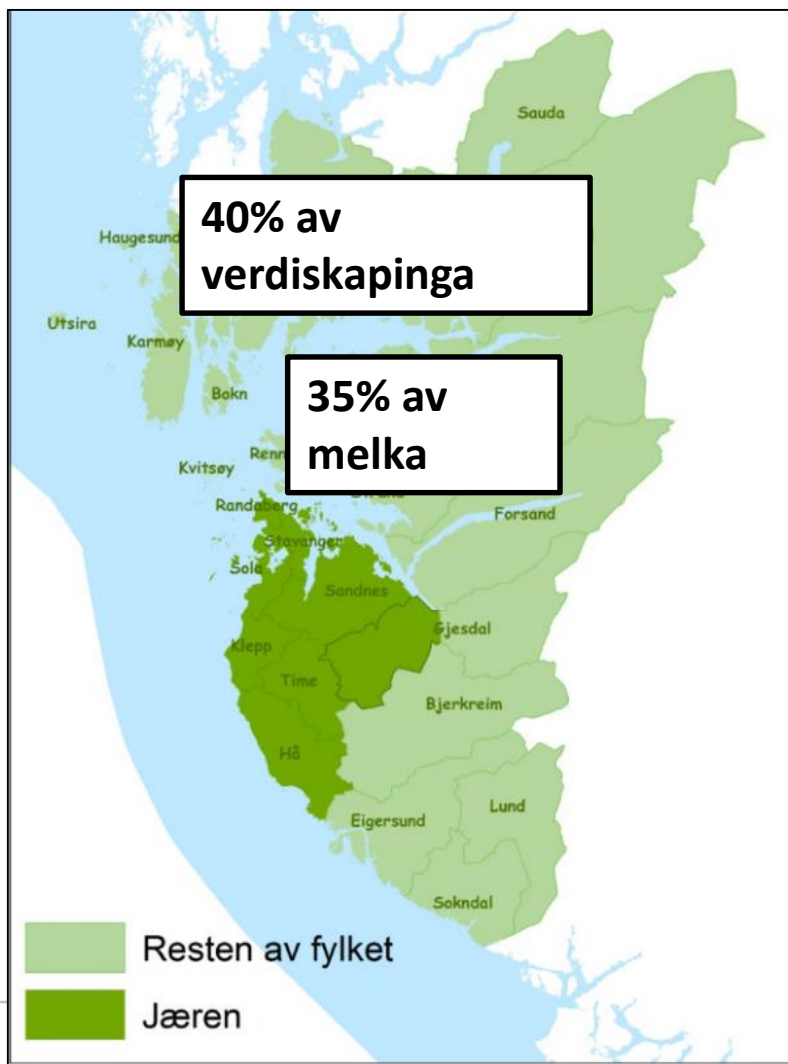 Sauda
40% av
verdiskapinga
Haugesund
Utsira
Karmøy
Bokn
35% av
melka
Kvitsøy
Randaberg
Forsand
Stavanger
Sola
Sandnes
Gjesdal
Klepp
Time
Bjerkreim
Hå
Lund
Eigersund
Sokndal
Resten av fylket
Jæren